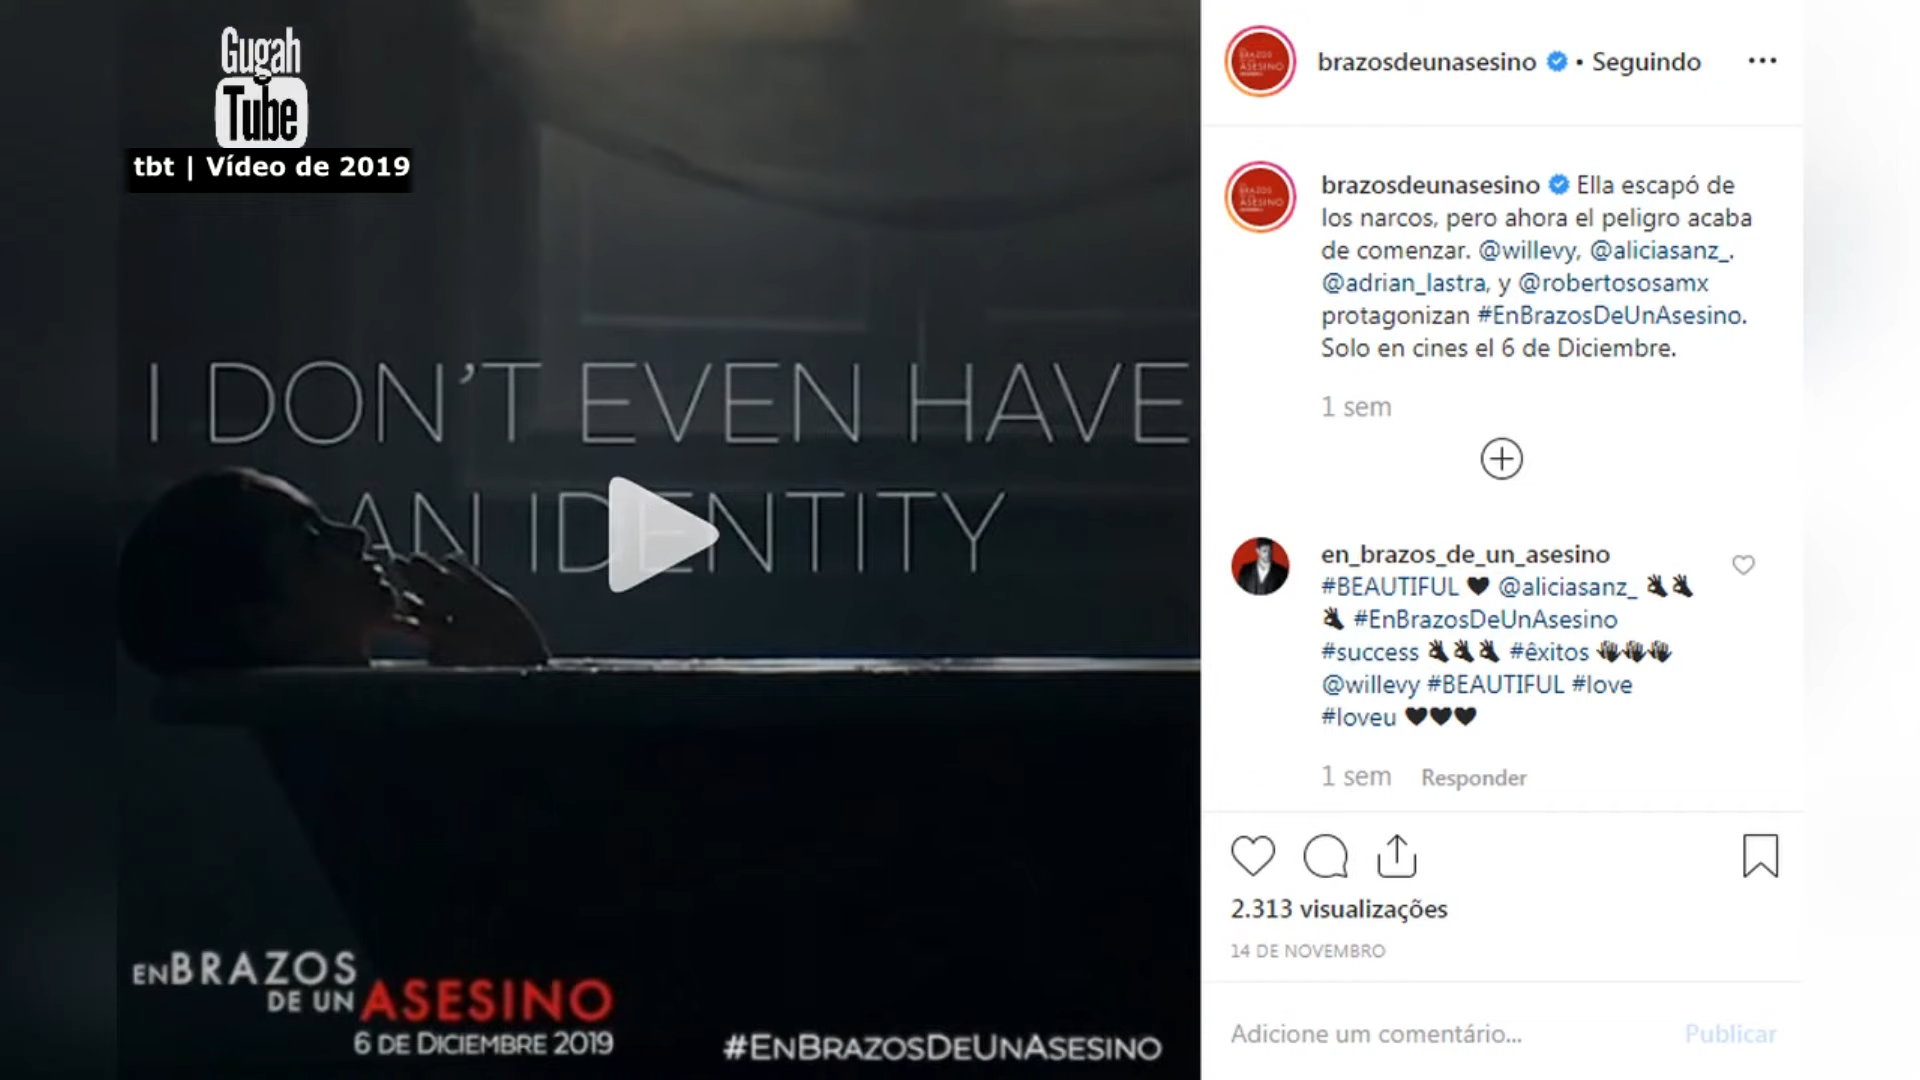 Gugah
Tube
tbt | Vídeo de 2019
I DON'T EVEN HAVE
AN IDENTITY
ENBRAZOS
DE UN ASESINO
6 DE DICIEMBRE 2019
#ENBRAZOSDEUNASESINO
brazosdeunasesino • Seguindo
brazosdeunasesino Ella escapó de
los narcos, pero ahora el peligro acaba
de comenzar. @willevy, @aliciasanz_.
@adrian_lastra, y @robertososamx
protagonizan #EnBrazosDeUnAsesino.
Solo en cines el 6 de Diciembre.
1 sem
en_brazos_de_un_asesino
#BEAUTIFUL 🖤 @aliciasanz_ 👌👌
👌 #EnBrazosDeUnAsesino
#success 👌👌👌 #êxitos 👏👏👏
@willevy #BEAUTIFUL #love
#loveu 🖤🖤🖤
1 sem Responder
2.313 visualizações
14 DE NOVEMBRO
Adicione um comentário... Publicar